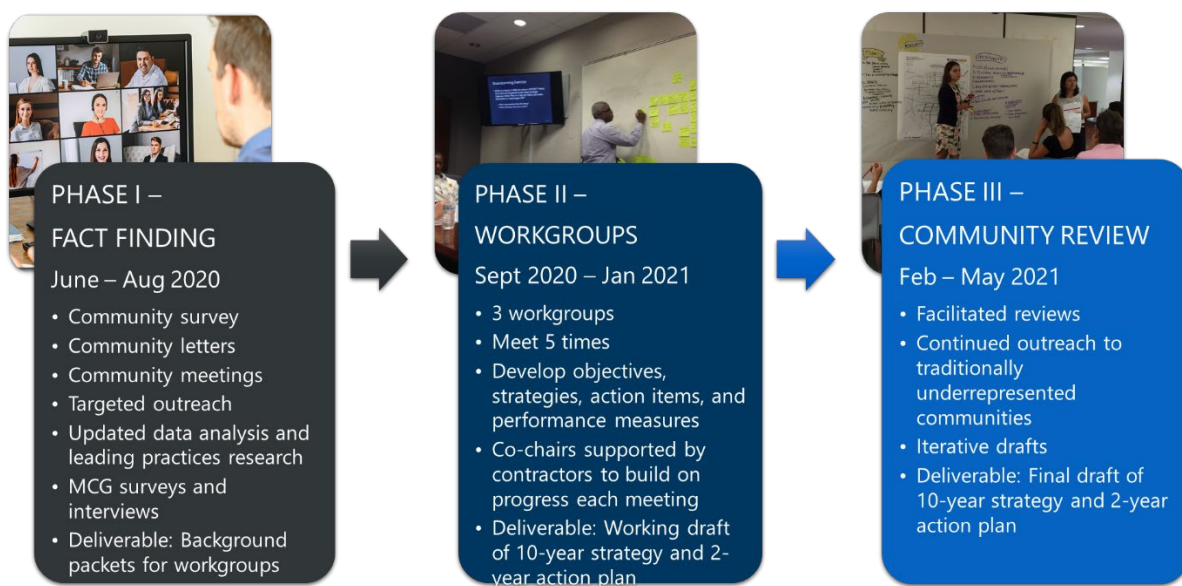 PHASE I –
FACT FINDING
June – Aug 2020
• Community survey
• Community letters
• Community meetings
• Targeted outreach
• Updated data analysis and
leading practices research
• MCG surveys and
interviews
• Deliverable: Background
packets for workgroups
PHASE II –
WORKGROUPS
Sept 2020 – Jan 2021
• 3 workgroups
• Meet 5 times
• Develop objectives,
strategies, action items, and
performance measures
• Co-chairs supported by
contractors to build on
progress each meeting
• Deliverable: Working draft
of 10-year strategy and 2-
year action plan
PHASE III –
COMMUNITY REVIEW
Feb – May 2021
• Facilitated reviews
• Continued outreach to
traditionally
underrepresented
communities
• Iterative drafts
• Deliverable: Final draft of
10-year strategy and 2-year
action plan